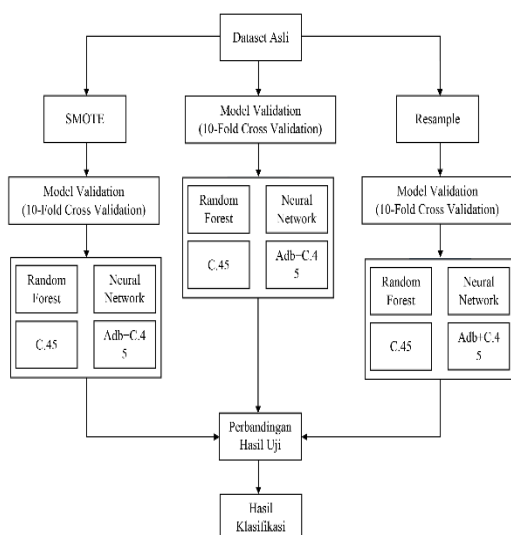 Dataset Asli
SMOTE
Model Validation
(10-Fold Cross Validation)
Resample
Model Validation
(10-Fold Cross Validation)
Random
Forest
Neural
Network
C.45
Adb+C.4
5
Model Validation
(10-Fold Cross Validation)
Random
Forest
Neural
Network
C.45
Adb+C.4
5
Random
Forest
Neural
Network
C.45
Adb+C.4
5
Perbandingan
Hasil Uji
Hasil
Klasifikasi